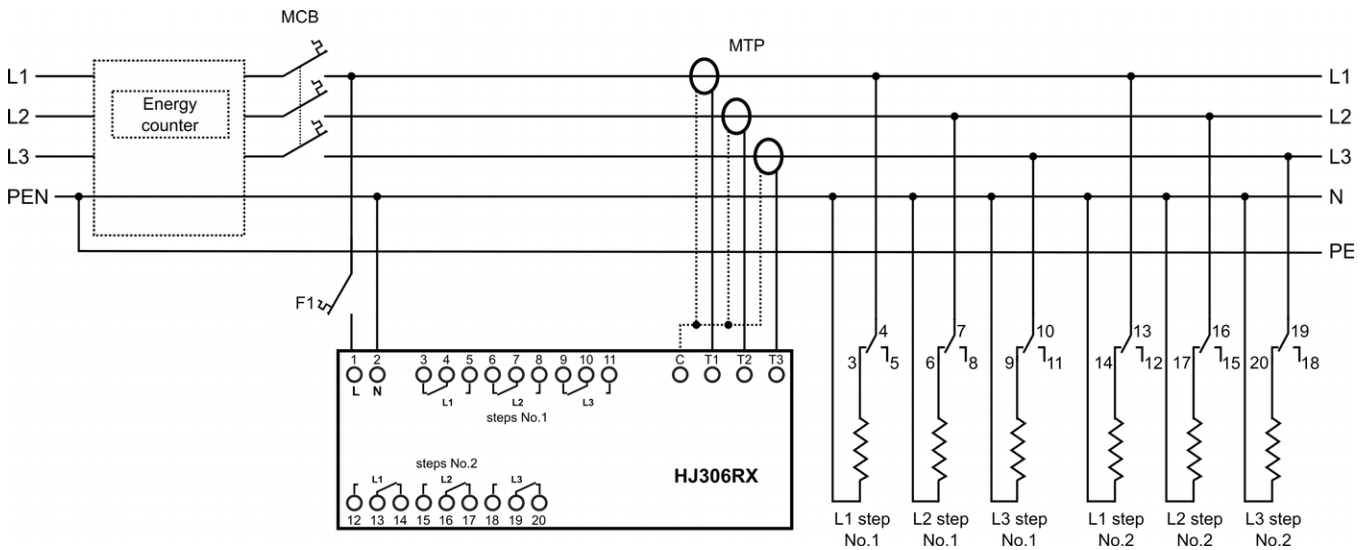 MCB
MTP
L1
L1
Energy
counter
L2
L2
L3
L3
PEN
N
PE
F1
4 7 10 13 16 19
3 5 6 8 9 11 14 12 17 15 20 18
1 2 3 4 5 6 7 8 9 10 11 C T1 T2 T3
L N L1 L2 L3
steps No.1
steps No.2
L1 L2 L3
HJ306RX
12 13 14 15 16 17 18 19 20
L1 step
No.1
L2 step
No.1
L3 step
No.1
L1 step
No.2
L2 step
No.2
L3 step
No.2